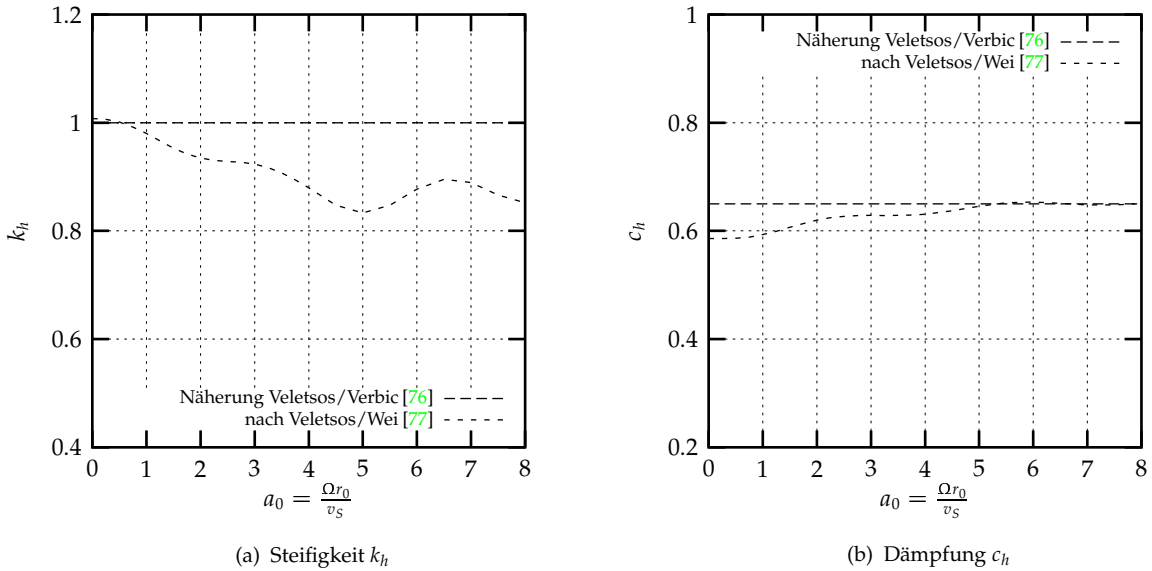 1.2
1
0.8
0.6
0.4
k_h
0 1 2 3 4 5 6 7 8
a_0 = \frac{Ωr_0}{v_S}
Näherung Veletsos/Verbic [76]
nach Veletsos/Wei [77]
(a) Steifigkeit k_h
1
0.8
0.6
0.4
0.2
c_h
0 1 2 3 4 5 6 7 8
a_0 = \frac{Ωr_0}{v_S}
Näherung Veletsos/Verbic [76]
nach Veletsos/Wei [77]
(b) Dämpfung c_h